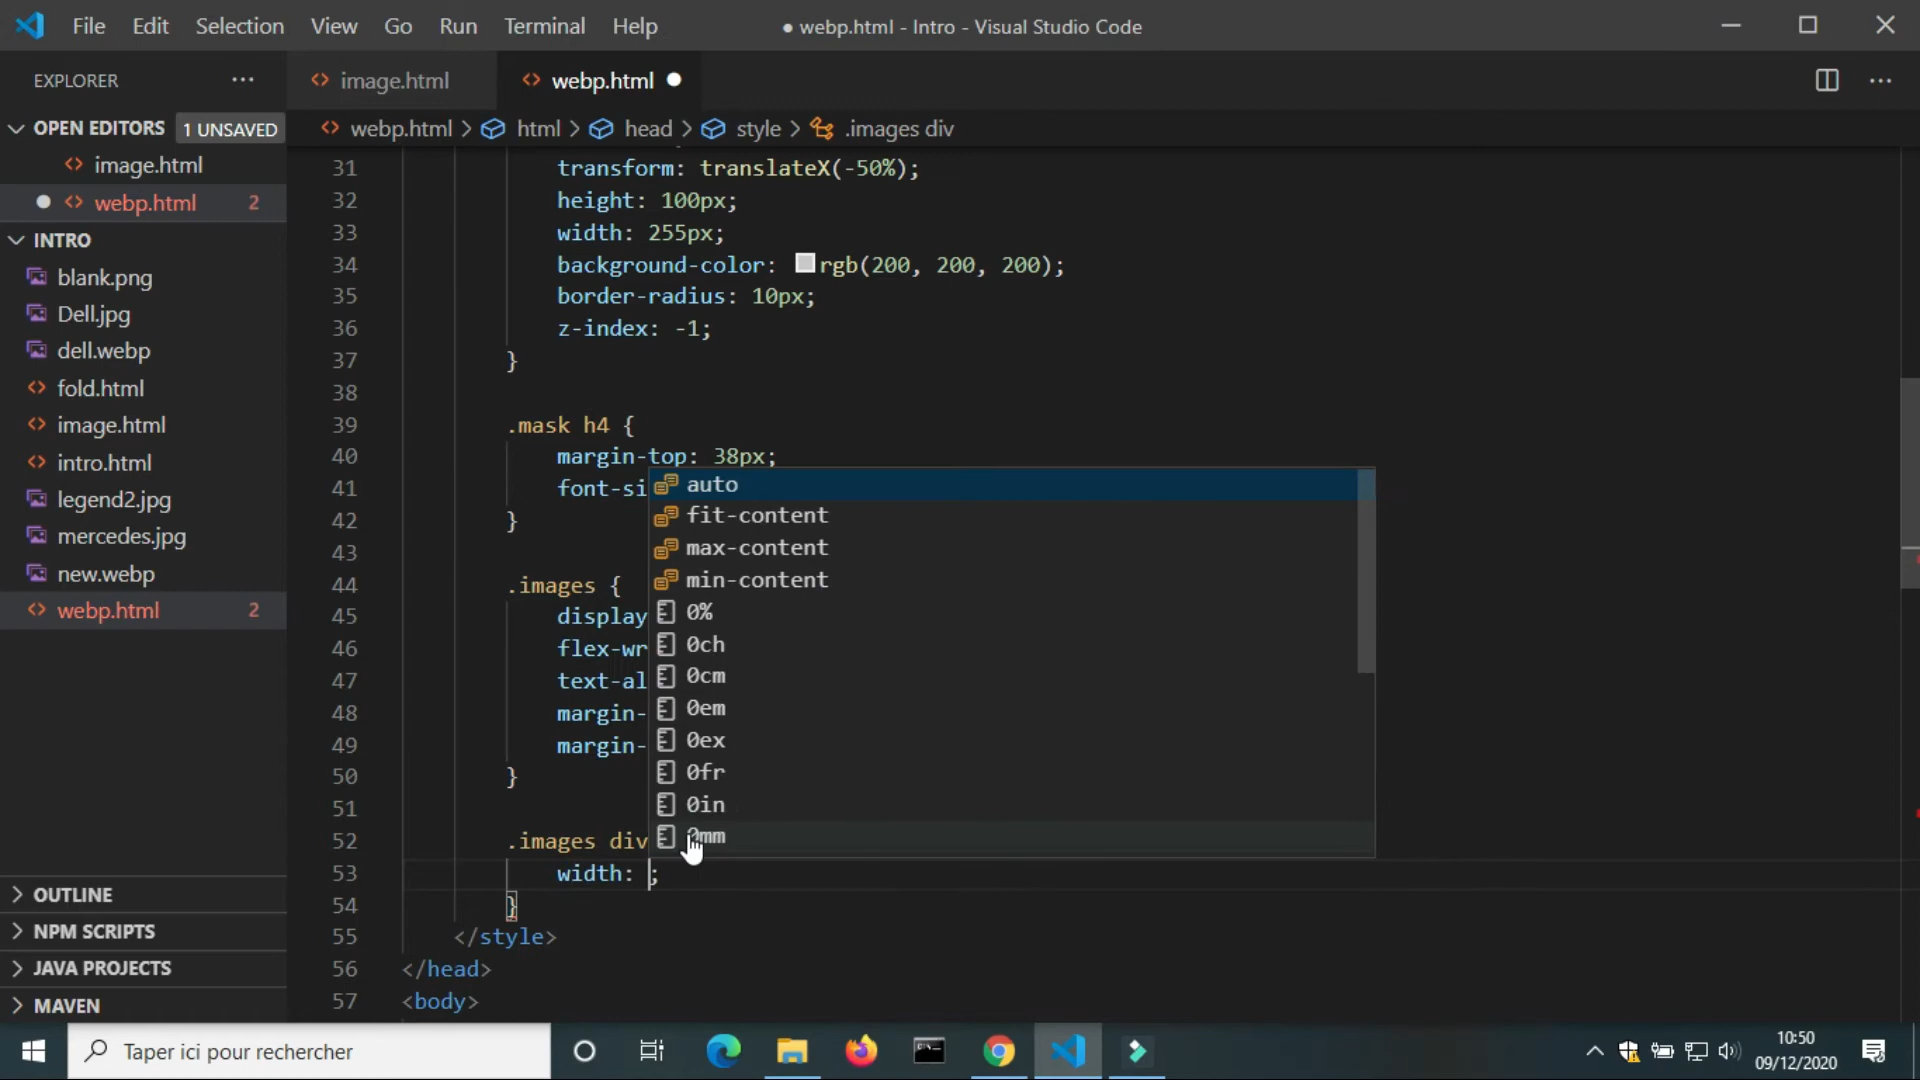 File Edit Selection View Go Run Terminal Help ● webp.html - Intro - Visual Studio Code
EXPLORER ···
image.html webp.html
OPEN EDITORS 1 UNSAVED
webp.html > html > head > style > .images div
image.html
webp.html 2
INTRO
blank.png
Dell.jpg
dell.webp
fold.html
image.html
intro.html
legend2.jpg
mercedes.jpg
new.webp
webp.html 2
OUTLINE
NPM SCRIPTS
JAVA PROJECTS
MAVEN
31 transform: translateX(-50%);
32 height: 100px;
33 width: 255px;
34 background-color: rgb(200, 200, 200);
35 border-radius: 10px;
36 z-index: -1;
37 }
38
39 .mask h4 {
40 margin-top: 38px;
41 font-si
42 }
43
44 .images {
45 display
46 flex-wr
47 text-al
48 margin-
49 margin-
50 }
51
52 .images div
53 width: ;
54 }
55 </style>
56 </head>
57 <body>
auto
fit-content
max-content
min-content
0%
0ch
0cm
0em
0ex
0fr
0in
0mm
Taper ici pour rechercher
10:50
09/12/2020